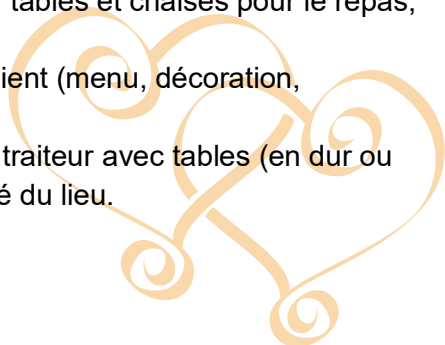 tables et chaises pour le repas,
ient (menu, décoration,
traiteur avec tables (en dur ou
é du lieu.